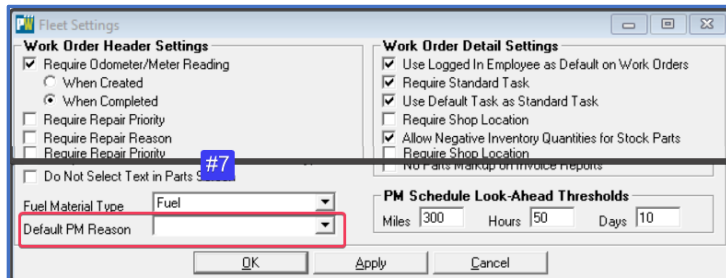 Fleet Settings
Work Order Header Settings
Require Odometer/Meter Reading
When Created
When Completed
Require Repair Priority
Require Repair Reason
Require Repair Priority
#7
Do Not Select Text in Parts
Fuel Material Type Fuel
Default PM Reason
Work Order Detail Settings
Use Logged In Employee as Default on Work Orders
Require Standard Task
Use Default Task as Standard Task
Require Shop Location
Allow Negative Inventory Quantities for Stock Parts
Require Shop Location
No Parts Markup on Invoice Reports
PM Schedule Look-Ahead Thresholds
Miles 300 Hours 50 Days 10
OK Apply Cancel